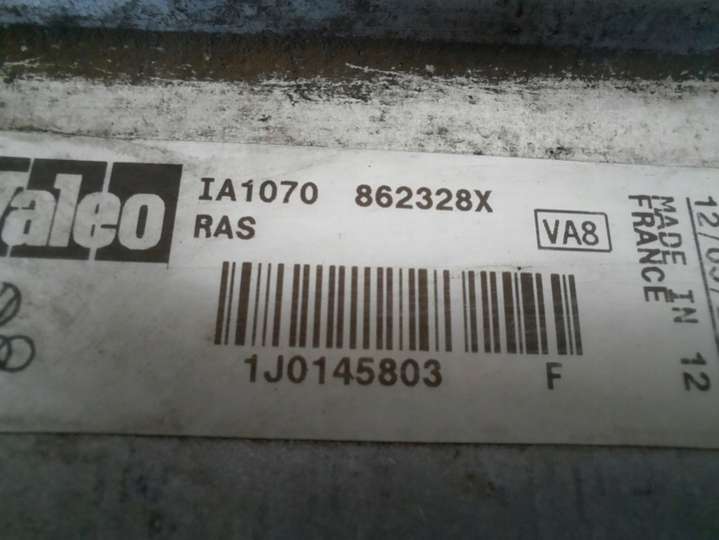 Valeo
IA1070 862328X
RAS
VA8
1J0145803 F
MADE IN
FRANCE
12